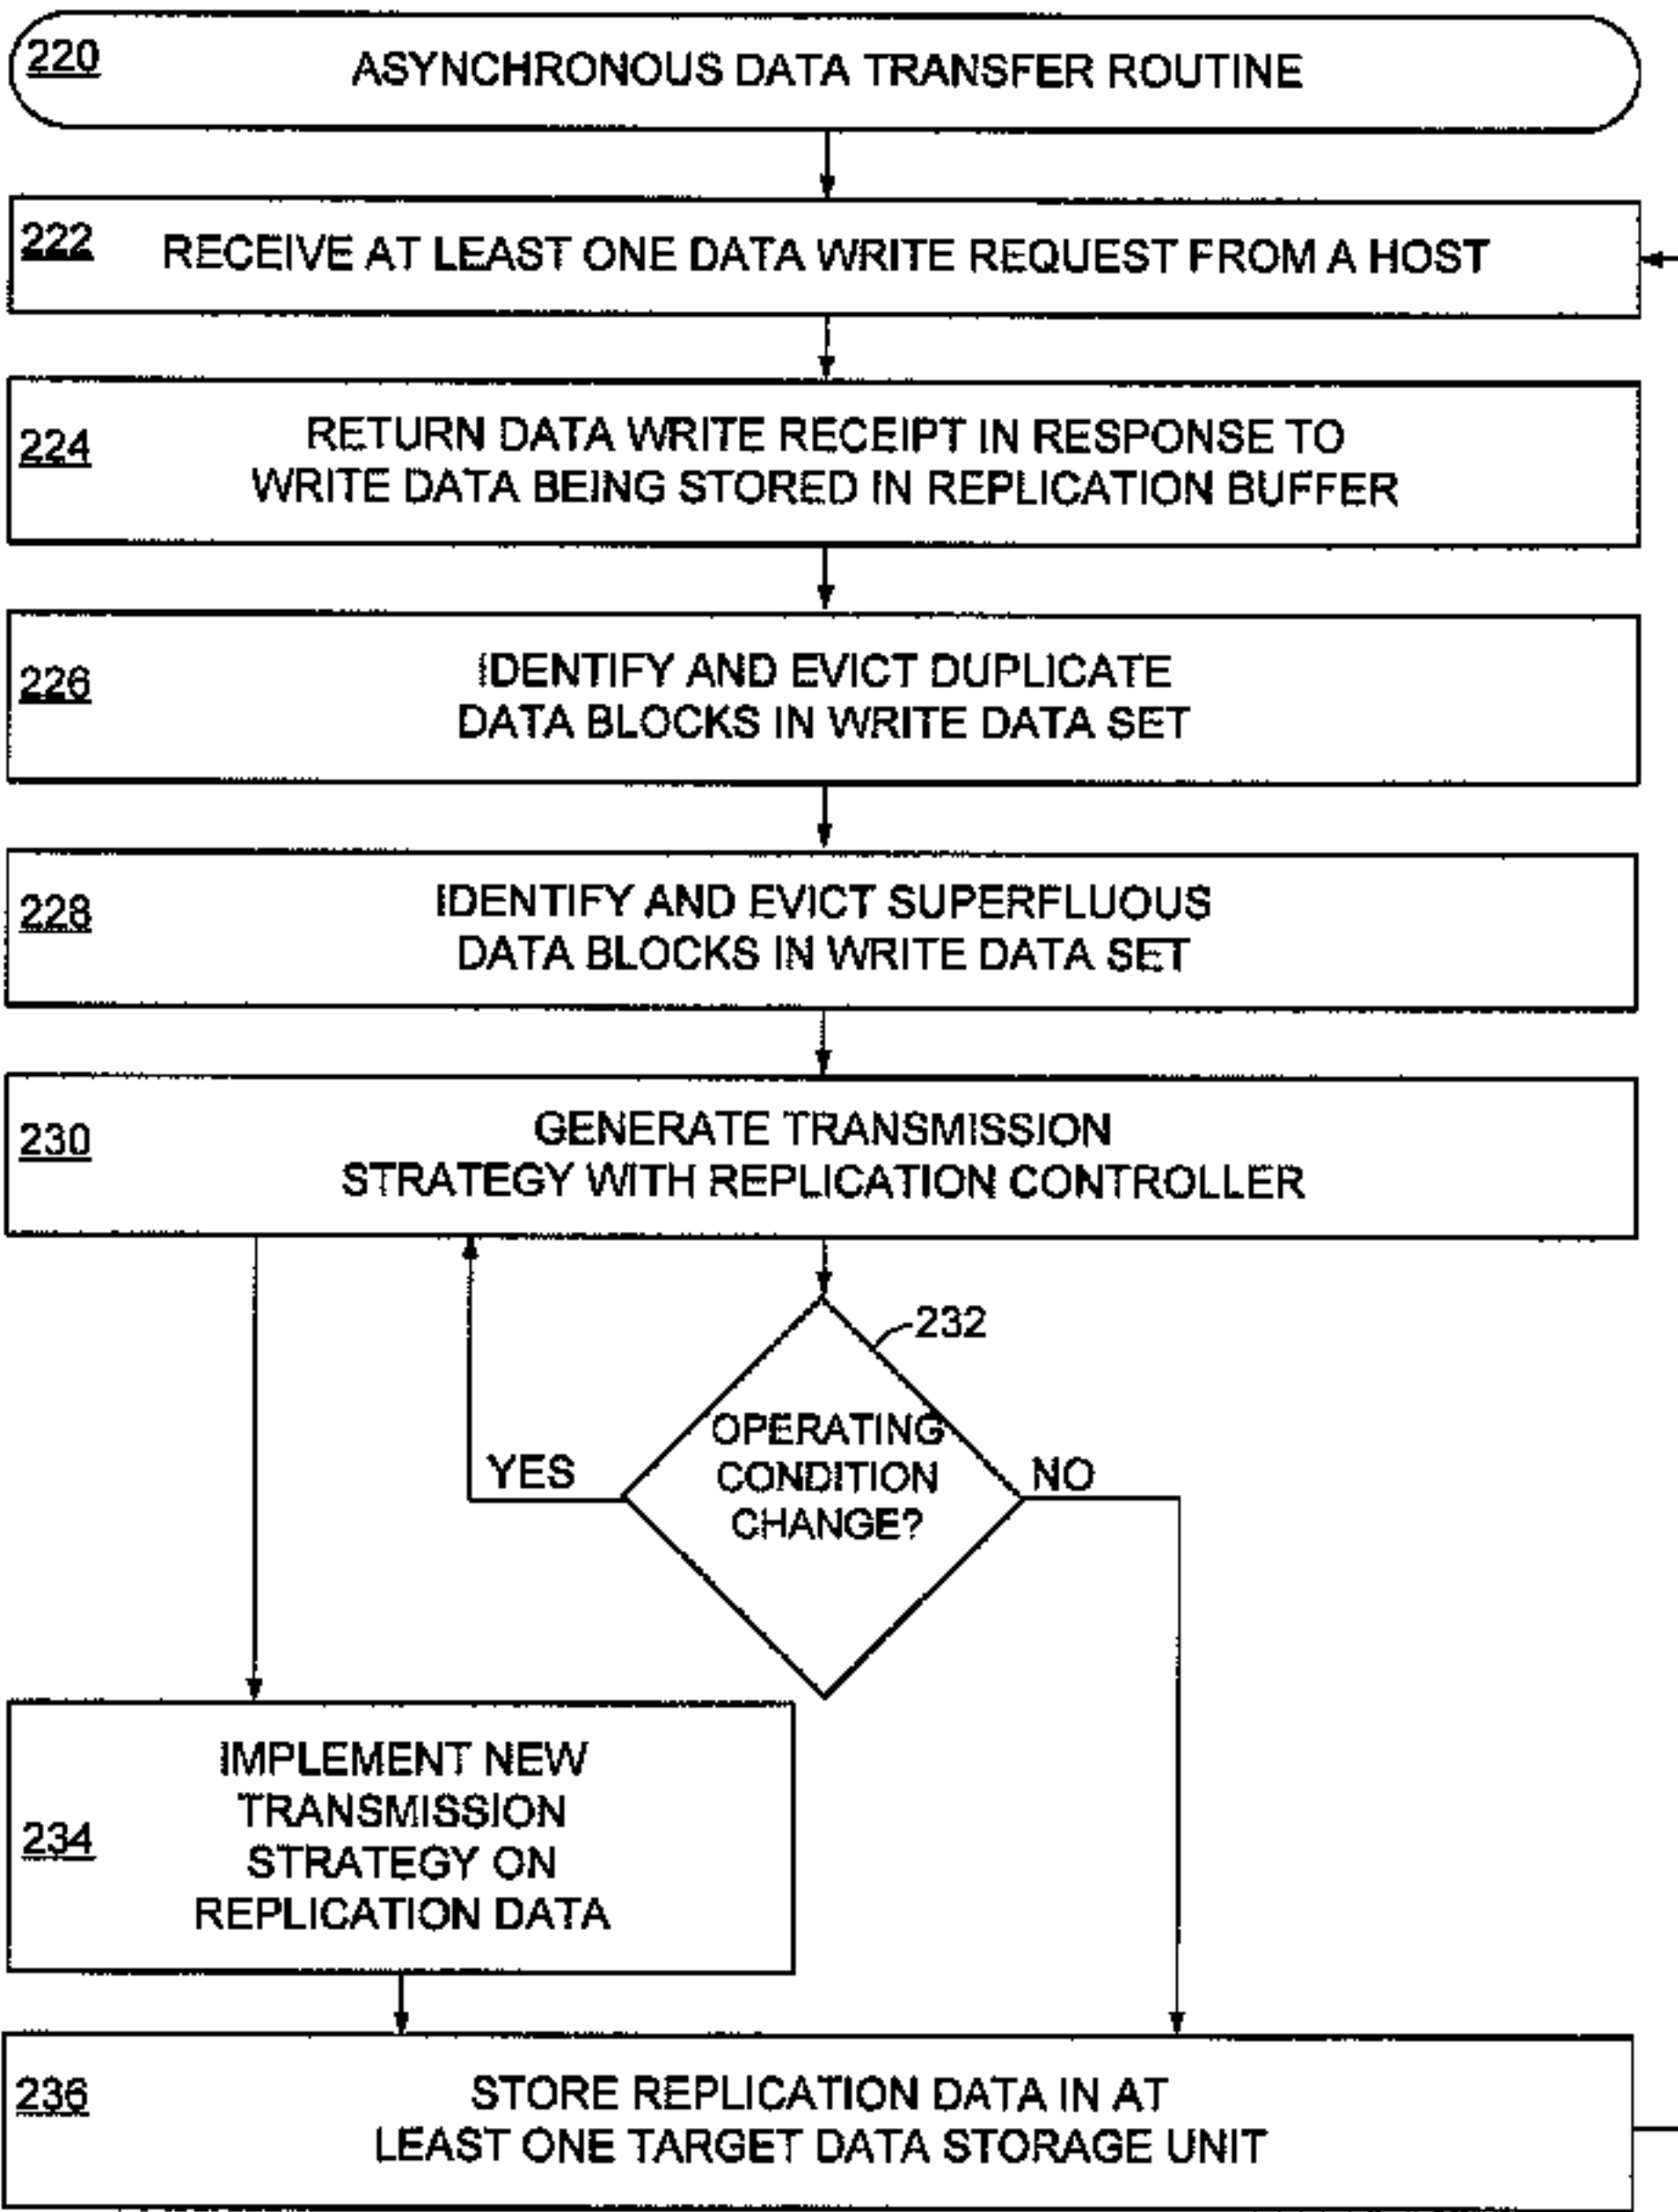 220
ASYNCHRONOUS DATA TRANSFER ROUTINE
222
RECEIVE AT LEAST ONE DATA WRITE REQUEST FROM A HOST
224
RETURN DATA WRITE RECEIPT IN RESPONSE TO
WRITE DATA BEING STORED IN REPLICATION BUFFER
226
IDENTIFY AND EVICT DUPLICATE
DATA BLOCKS IN WRITE DATA SET
228
IDENTIFY AND EVICT SUPERFLUOUS
DATA BLOCKS IN WRITE DATA SET
230
GENERATE TRANSMISSION
STRATEGY WITH REPLICATION CONTROLLER
232
OPERATING
CONDITION
CHANGE?
YES
NO
234
IMPLEMENT NEW
TRANSMISSION
STRATEGY ON
REPLICATION DATA
236
STORE REPLICATION DATA IN AT
LEAST ONE TARGET DATA STORAGE UNIT